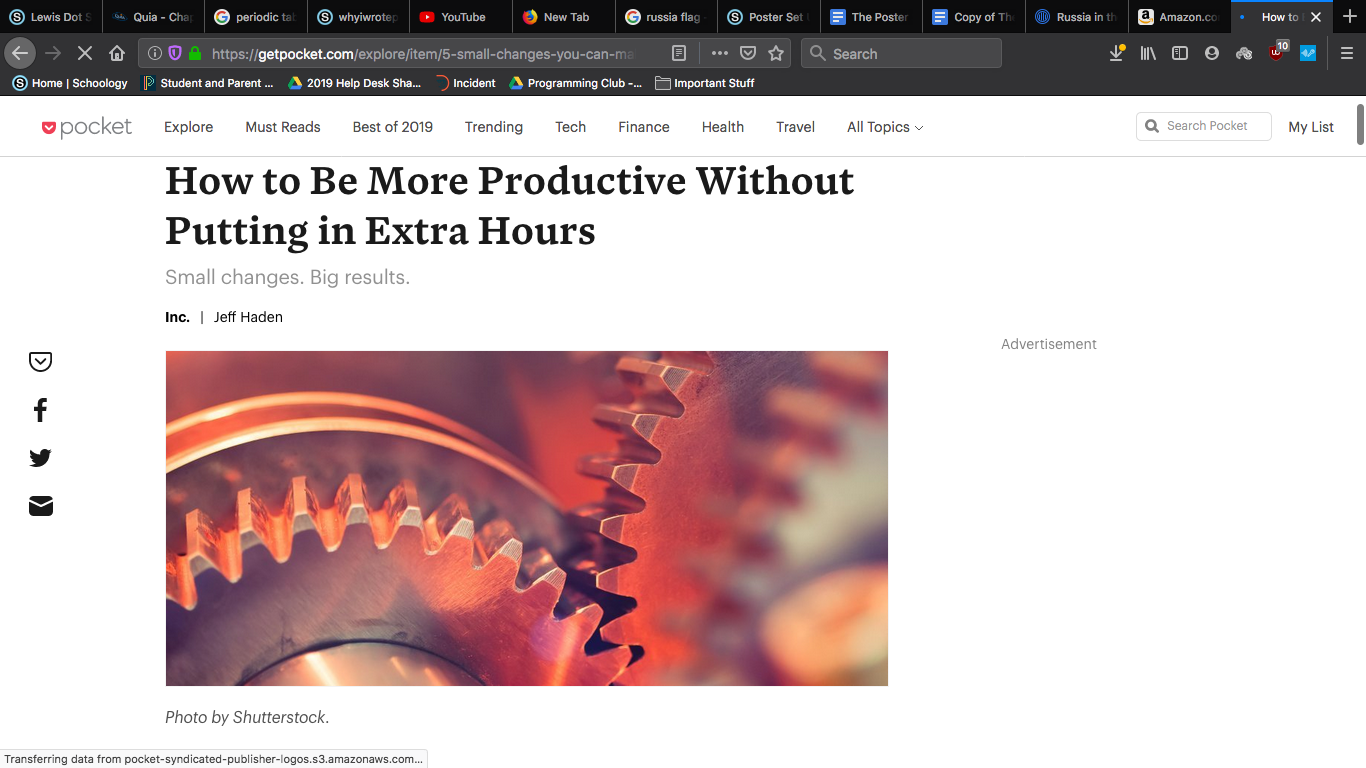 Lewis Dot S
Quia - Chap
periodic tab
whyiwrotep
YouTube
New Tab
russia flag -
Poster Set
The Poster
Copy of Th
Russia in th
Amazon.co
How to
https://getpocket.com/explore/item/5-small-changes-you-can-ma
Search
10
Home | Schoology
Student and Parent ...
2019 Help Desk Sha...
Incident
Programming Club -...
Important Stuff
pocket
Explore
Must Reads
Best of 2019
Trending
Tech
Finance
Health
Travel
All Topics
Search Pocket
My List
How to Be More Productive Without
Putting in Extra Hours
Small changes. Big results.
Inc. | Jeff Haden
Advertisement
Photo by Shutterstock.
Transferring data from pocket-syndicated-publisher-logos.s3.amazonaws.com...